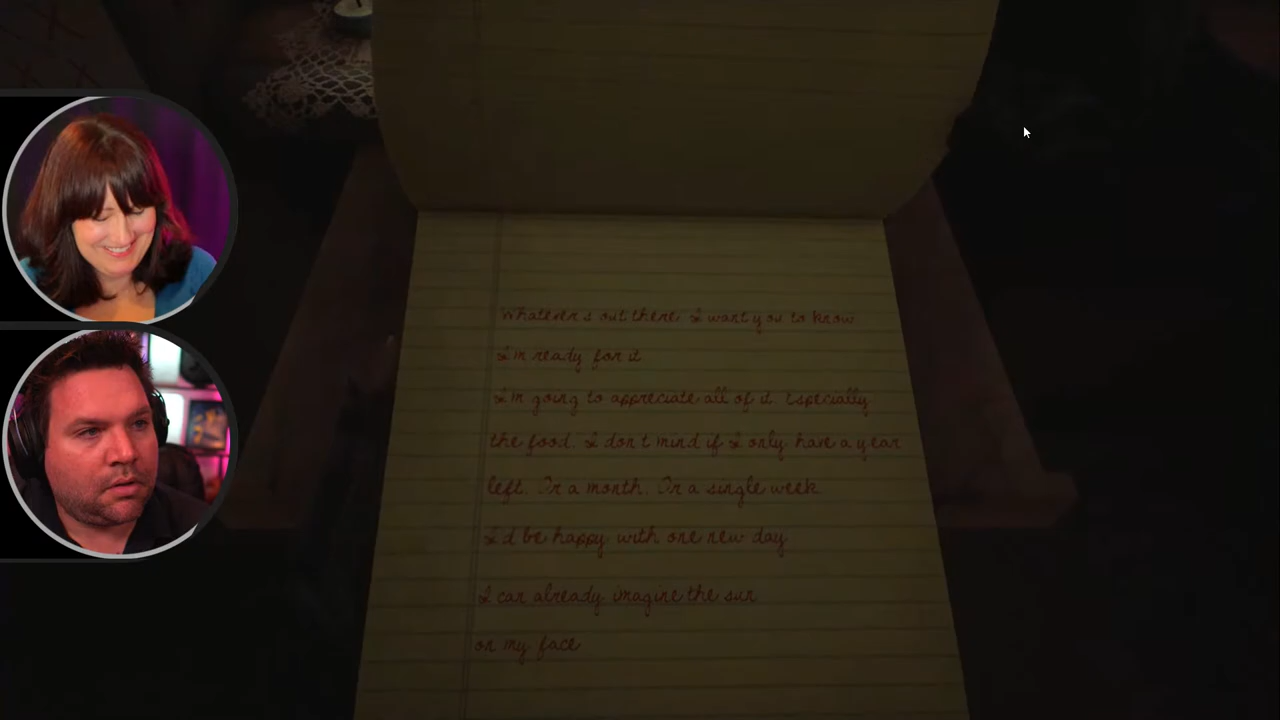 Whatever's out there I want you to know
I'm ready for it
I'm going to appreciate all of it. Especially
the food. I don't mind if I only have a year
left. Or a month. Or a single week.
I'd be happy with one new day
I can already imagine the sun
on my face